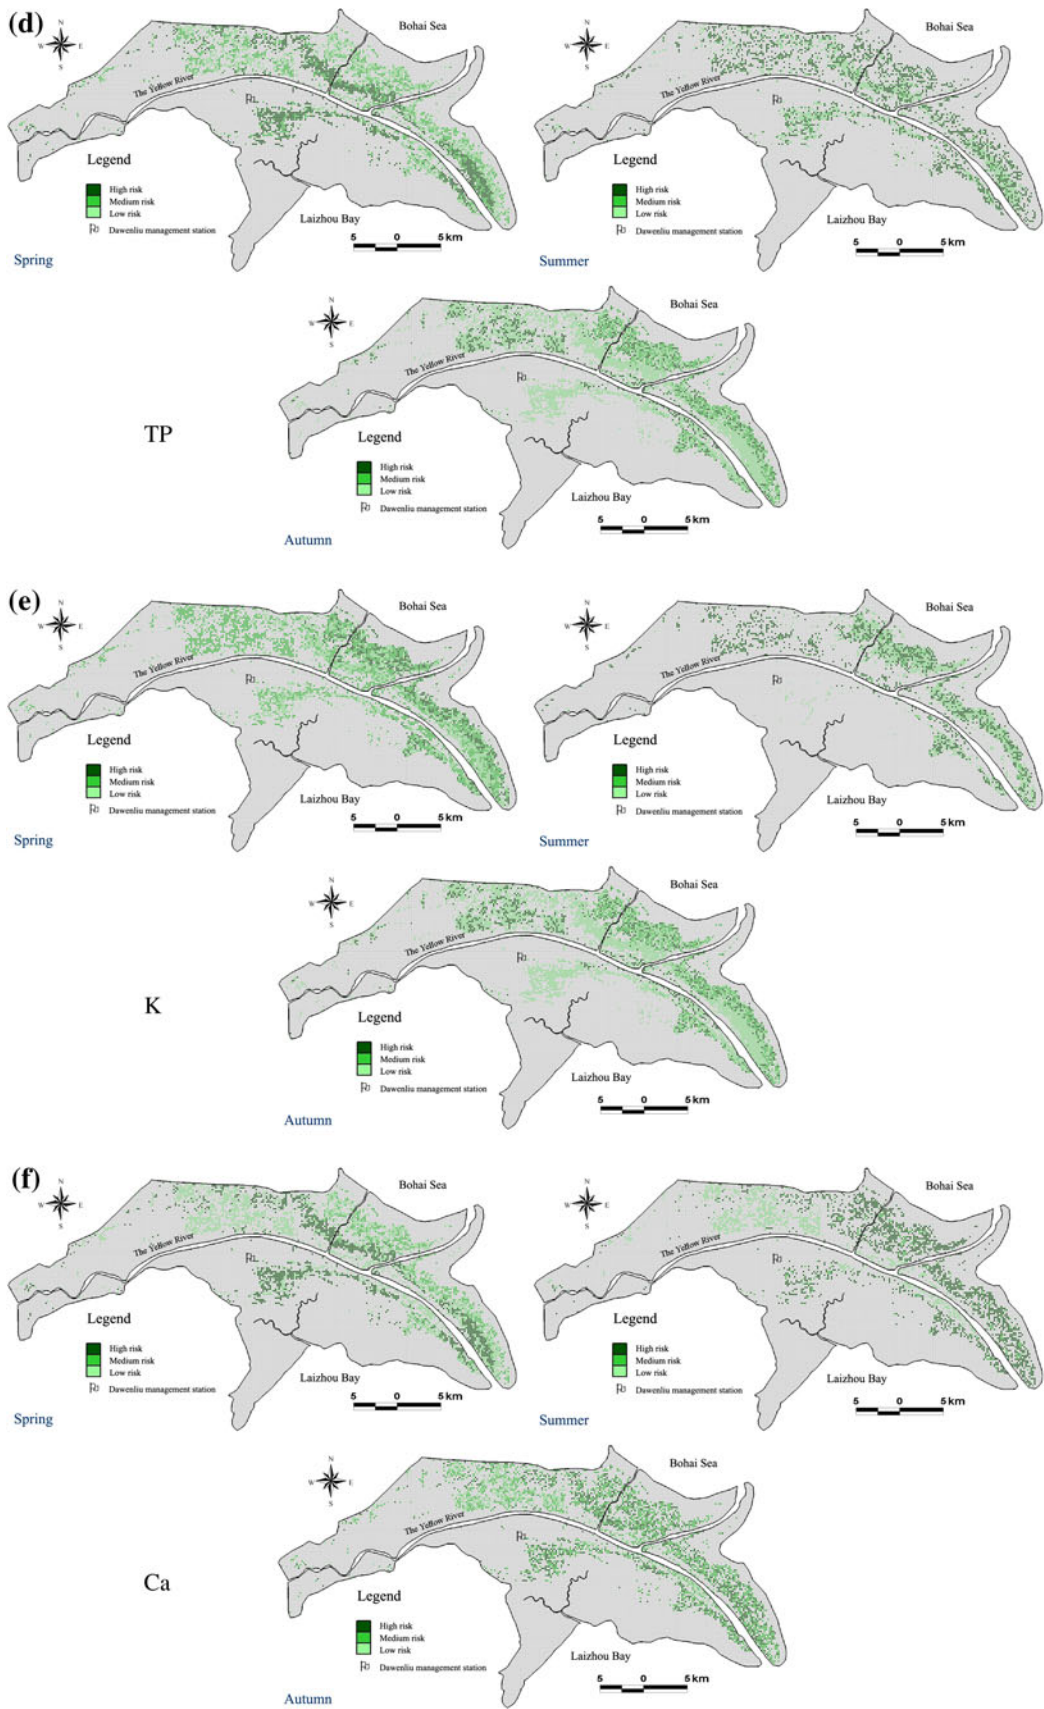 (d)
N
W E
S
Bohai Sea
The Yellow River
Legend
High risk
Medium risk
Low risk
Dawenliu management station
Laizhou Bay
5 0 5 km
Spring
N
W E
S
Bohai Sea
The Yellow River
Legend
High risk
Medium risk
Low risk
Dawenliu management station
Laizhou Bay
5 0 5 km
Summer
TP
N
W E
S
Bohai Sea
The Yellow River
Legend
High risk
Medium risk
Low risk
Dawenliu management station
Laizhou Bay
5 0 5 km
Autumn
(e)
N
W E
S
Bohai Sea
The Yellow River
Legend
High risk
Medium risk
Low risk
Dawenliu management station
Laizhou Bay
5 0 5 km
Spring
N
W E
S
Bohai Sea
The Yellow River
Legend
High risk
Medium risk
Low risk
Dawenliu management station
Laizhou Bay
5 0 5 km
Summer
K
N
W E
S
Bohai Sea
The Yellow River
Legend
High risk
Medium risk
Low risk
Dawenliu management station
Laizhou Bay
5 0 5 km
Autumn
(f)
N
W E
S
Bohai Sea
The Yellow River
Legend
High risk
Medium risk
Low risk
Dawenliu management station
Laizhou Bay
5 0 5 km
Spring
N
W E
S
Bohai Sea
The Yellow River
Legend
High risk
Medium risk
Low risk
Dawenliu management station
Laizhou Bay
5 0 5 km
Summer
Ca
N
W E
S
Bohai Sea
The Yellow River
Legend
High risk
Medium risk
Low risk
Dawenliu management station
Laizhou Bay
5 0 5 km
Autumn